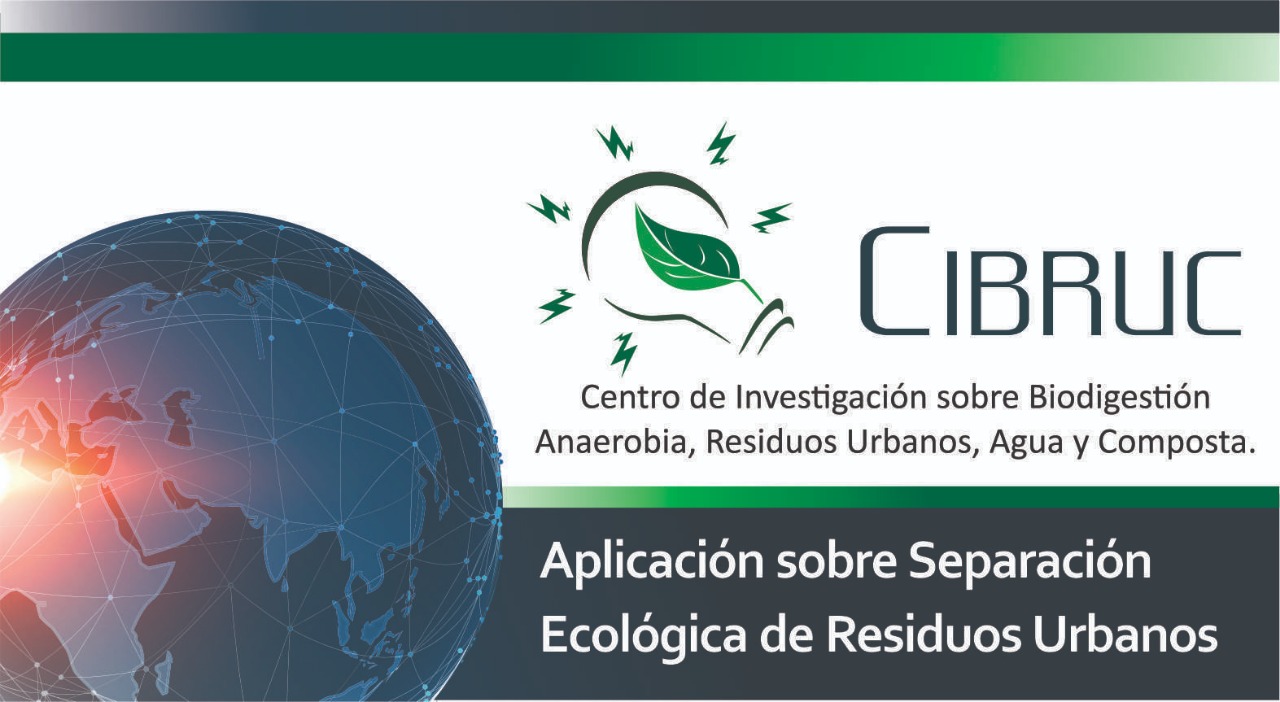 CIBRUC
Centro de Investigación sobre Biodigestión
Anaerobia, Residuos Urbanos, Agua y Composta.
Aplicación sobre Separación
Ecológica de Residuos Urbanos